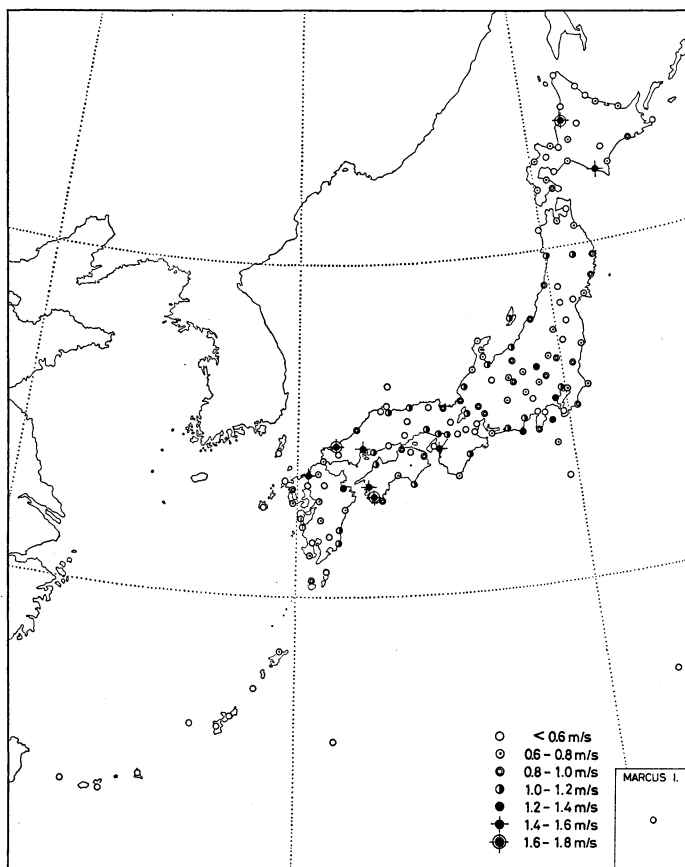 < 0.6 m/s
0.6 – 0.8 m/s
0.8 – 1.0 m/s
1.0 – 1.2 m/s
1.2 – 1.4 m/s
1.4 – 1.6 m/s
1.6 – 1.8 m/s
MARCUS I.